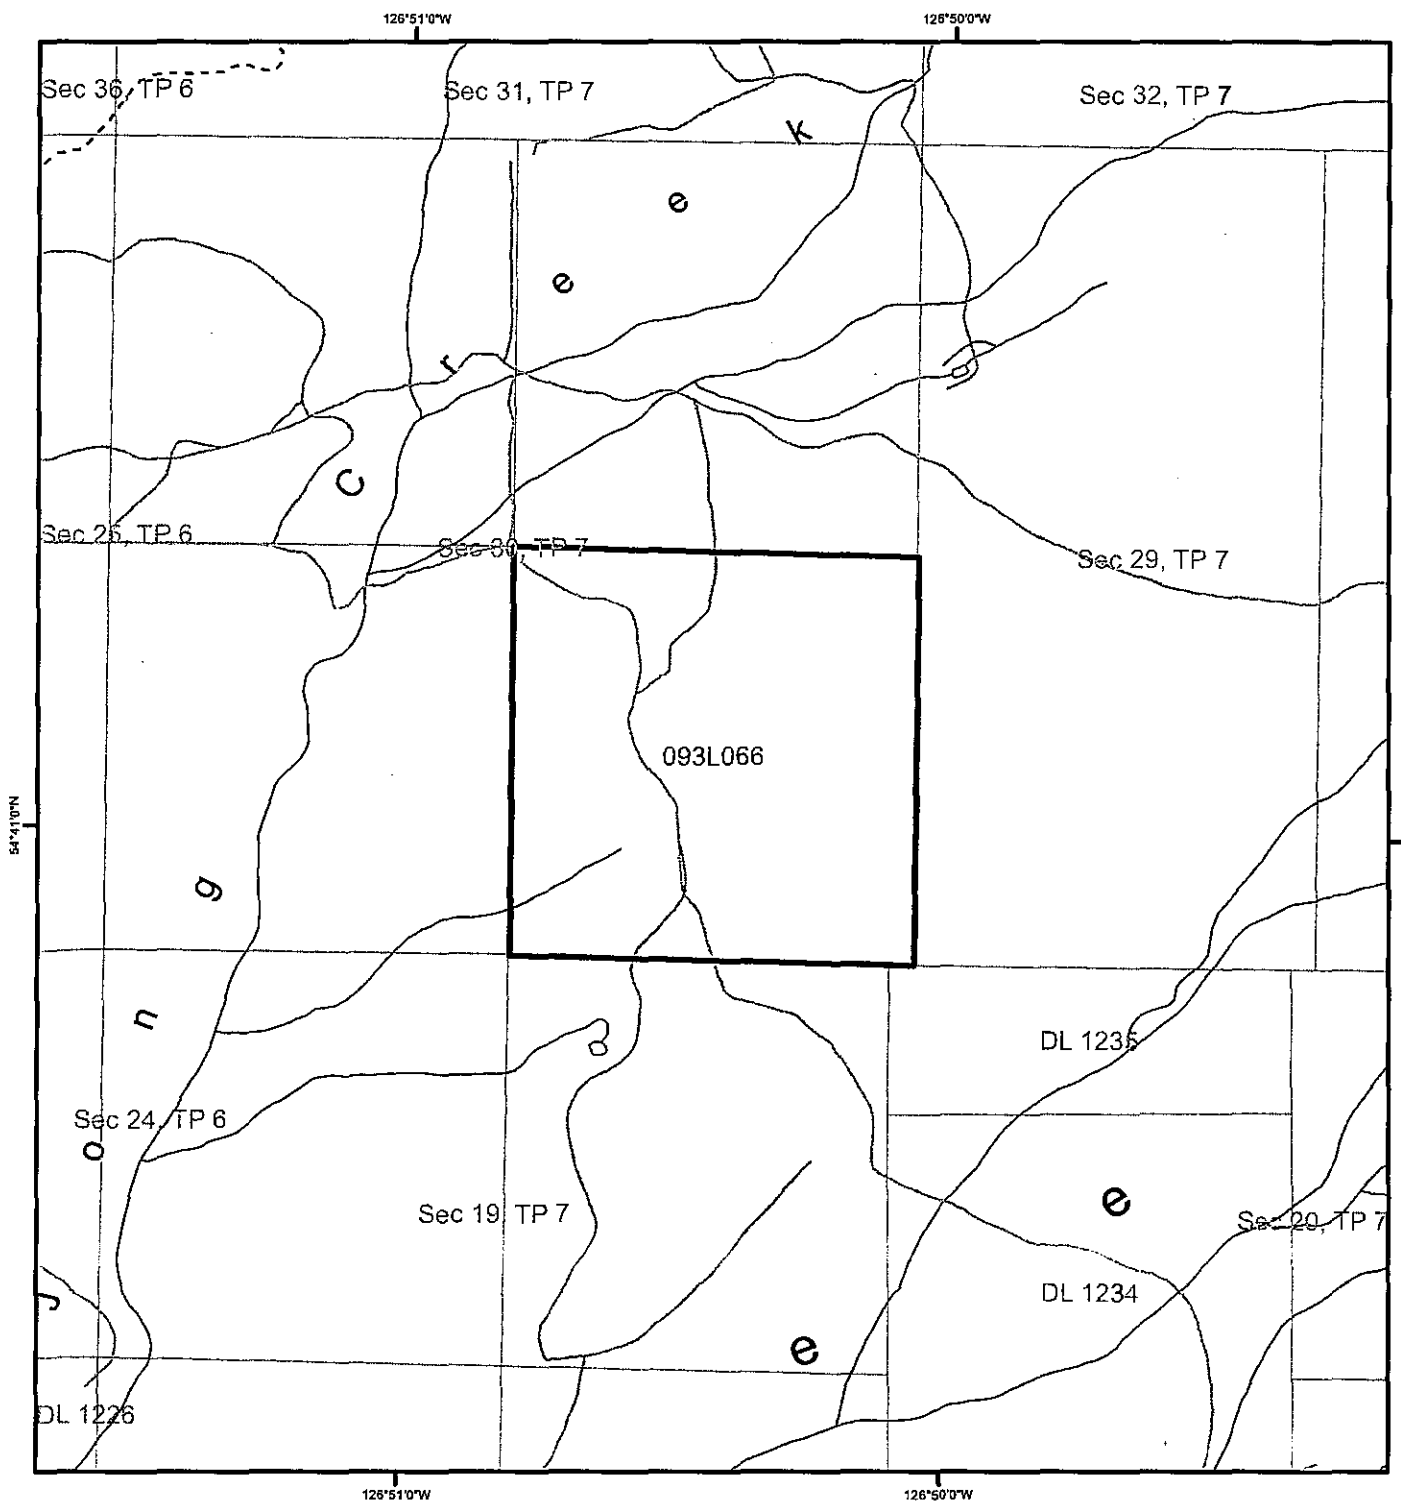 126°51'0"W
126°50'0"W
Sec 36, TP 6
Sec 31, TP 7
Sec 32, TP 7
k
e
e
r
C
Sec 25, TP 6
Sec 30, TP 7
Sec 29, TP 7
093L066
54°41'0"N
g
n
DL 1235
Sec 24, TP 6
o
Sec 19, TP 7
e
Sec 20, TP 7
J
DL 1234
e
DL 1226
126°51'0"W
126°50'0"W